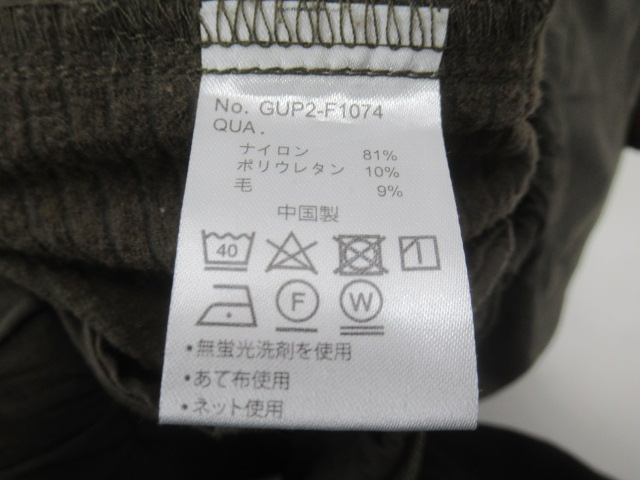 No. GUP2-F1074
QUA.
ナイロン 81%
ポリウレタン 10%
毛 9%
中国製
40
F W
・無蛍光洗剤を使用
・あて布使用
・ネット使用